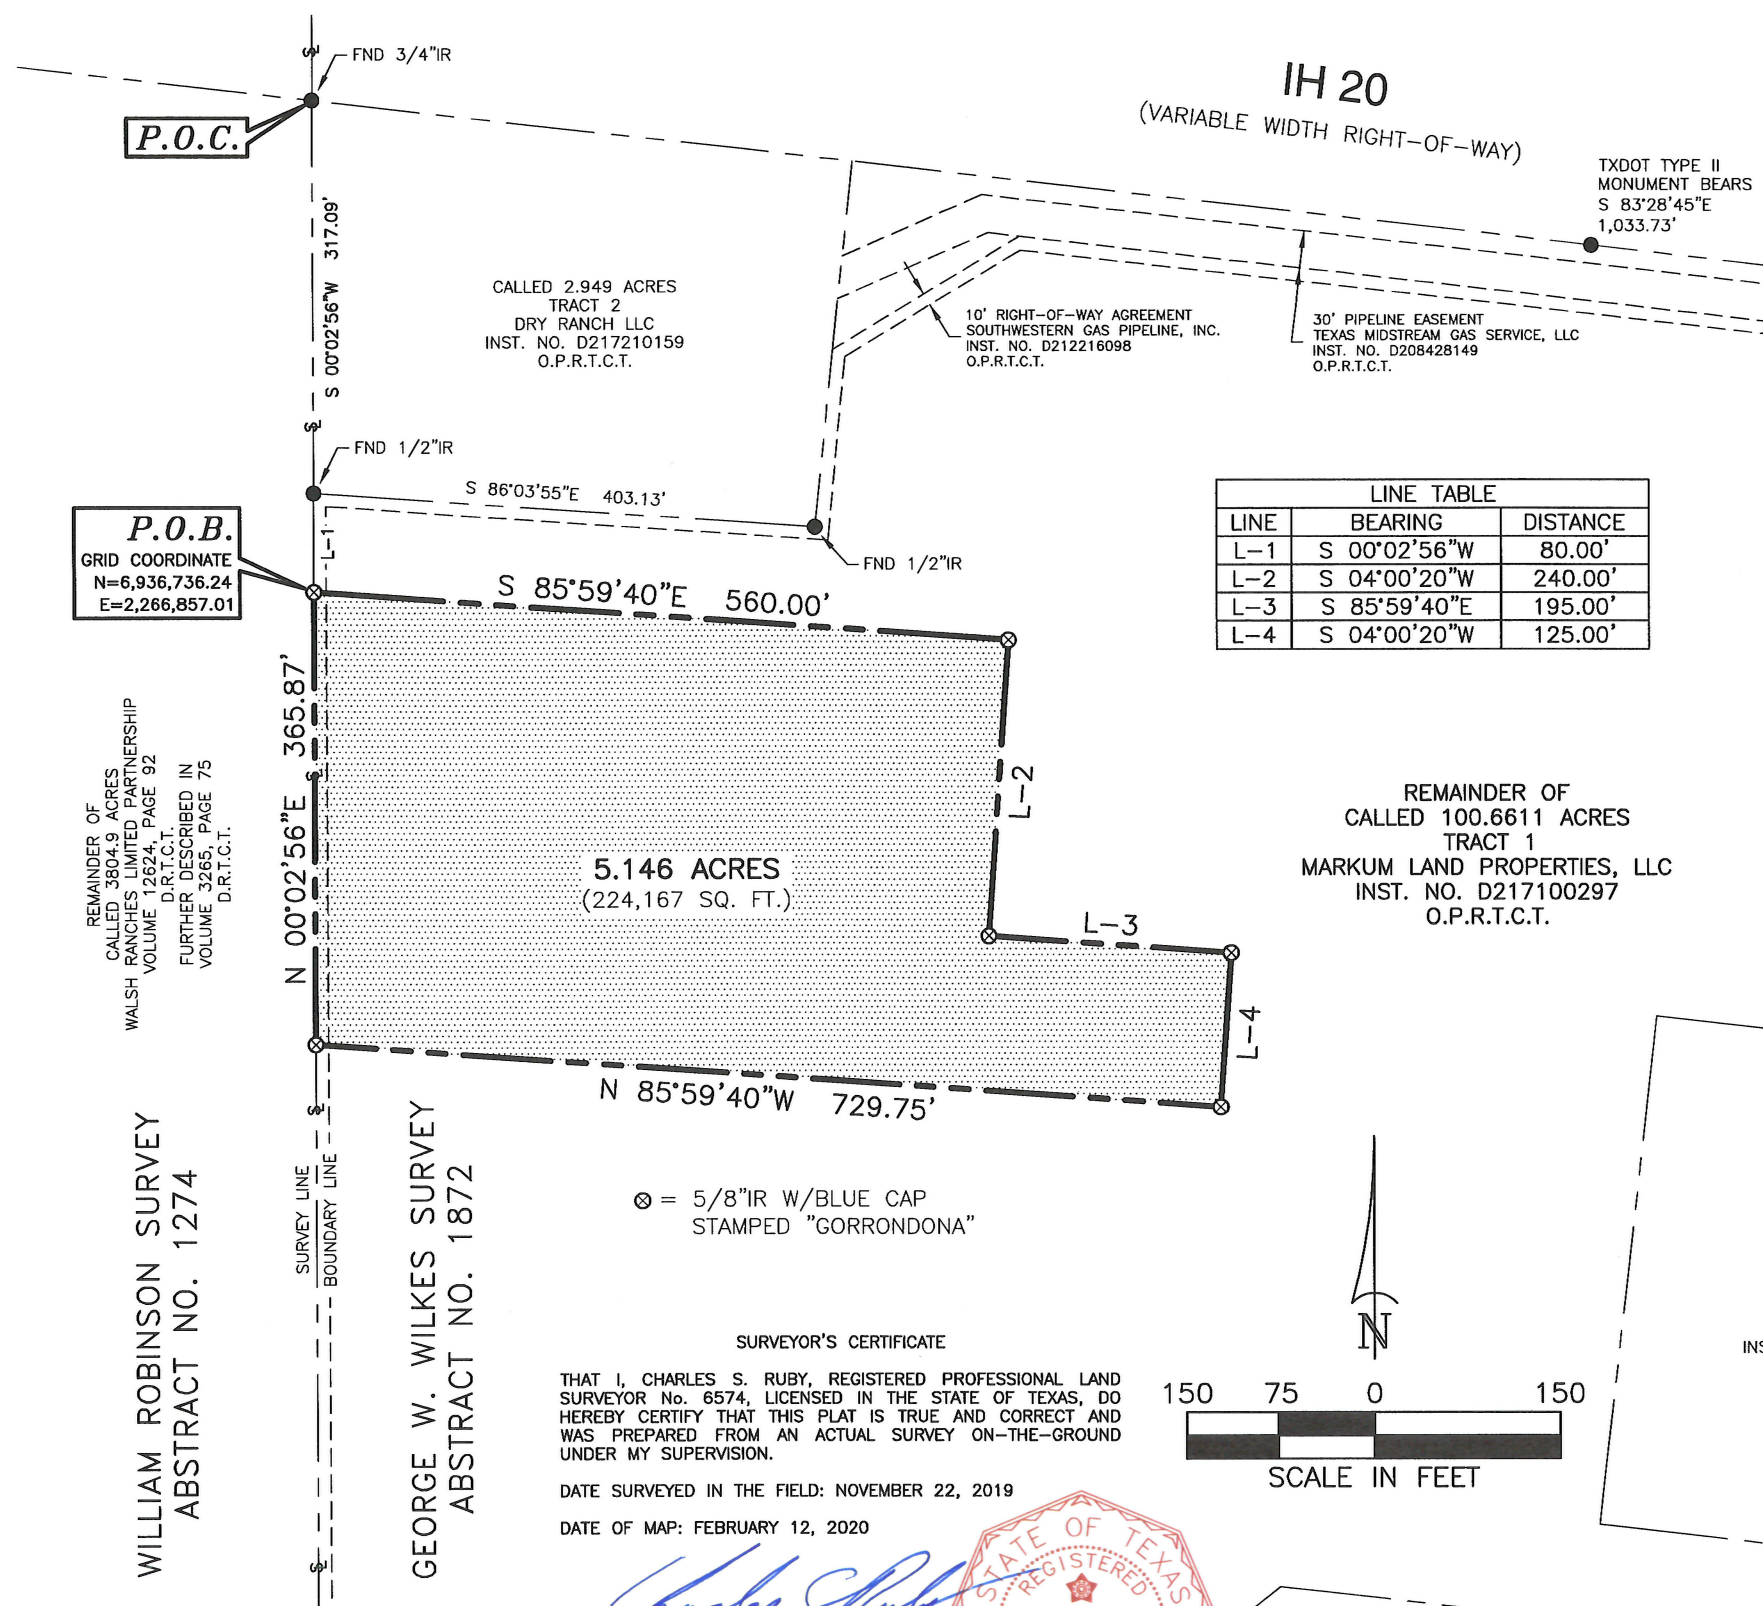 FND 3/4"IR
P.O.C.
IH 20
(VARIABLE WIDTH RIGHT-OF-WAY)
TXDOT TYPE II
MONUMENT BEARS
S 83°28'45"E
1,033.73'
S 00°02'56"W 317.09'
CALLED 2.949 ACRES
TRACT 2
DRY RANCH LLC
INST. NO. D217210159
O.P.R.T.C.T.
10' RIGHT-OF-WAY AGREEMENT
SOUTHWESTERN GAS PIPELINE, INC.
INST. NO. D212216098
O.P.R.T.C.T.
30' PIPELINE EASEMENT
TEXAS MIDSTREAM GAS SERVICE, LLC
INST. NO. D208428149
O.P.R.T.C.T.
FND 1/2"IR
S 86°03'55"E 403.13'
FND 1/2"IR
L-1
P.O.B.
GRID COORDINATE
N=6,936,736.24
E=2,266,857.01
LINE TABLE
LINE BEARING DISTANCE
L-1 S 00°02'56"W 80.00'
L-2 S 04°00'20"W 240.00'
L-3 S 85°59'40"E 195.00'
L-4 S 04°00'20"W 125.00'
S 85°59'40"E 560.00'
N 00°02'56"E 365.87'
REMAINDER OF
CALLED 3804.9 ACRES
WALSH RANCHES LIMITED PARTNERSHIP
VOLUME 12624, PAGE 92
D.R.T.C.T.
FURTHER DESCRIBED IN
VOLUME 3265, PAGE 75
D.R.T.C.T.
L-2
5.146 ACRES
(224,167 SQ. FT.)
REMAINDER OF
CALLED 100.6611 ACRES
TRACT 1
MARKUM LAND PROPERTIES, LLC
INST. NO. D217100297
O.P.R.T.C.T.
L-3
L-4
N 85°59'40"W 729.75'
WILLIAM ROBINSON SURVEY
ABSTRACT NO. 1274
SURVEY LINE
BOUNDARY LINE
GEORGE W. WILKES SURVEY
ABSTRACT NO. 1872
= 5/8"IR W/BLUE CAP
STAMPED "GORRONDONA"
N
INS
SURVEYOR'S CERTIFICATE
THAT I, CHARLES S. RUBY, REGISTERED PROFESSIONAL LAND
SURVEYOR No. 6574, LICENSED IN THE STATE OF TEXAS, DO
HEREBY CERTIFY THAT THIS PLAT IS TRUE AND CORRECT AND
WAS PREPARED FROM AN ACTUAL SURVEY ON-THE-GROUND
UNDER MY SUPERVISION.
150 75 0 150
SCALE IN FEET
DATE SURVEYED IN THE FIELD: NOVEMBER 22, 2019
DATE OF MAP: FEBRUARY 12, 2020
STATE OF TEXAS
REGISTERED